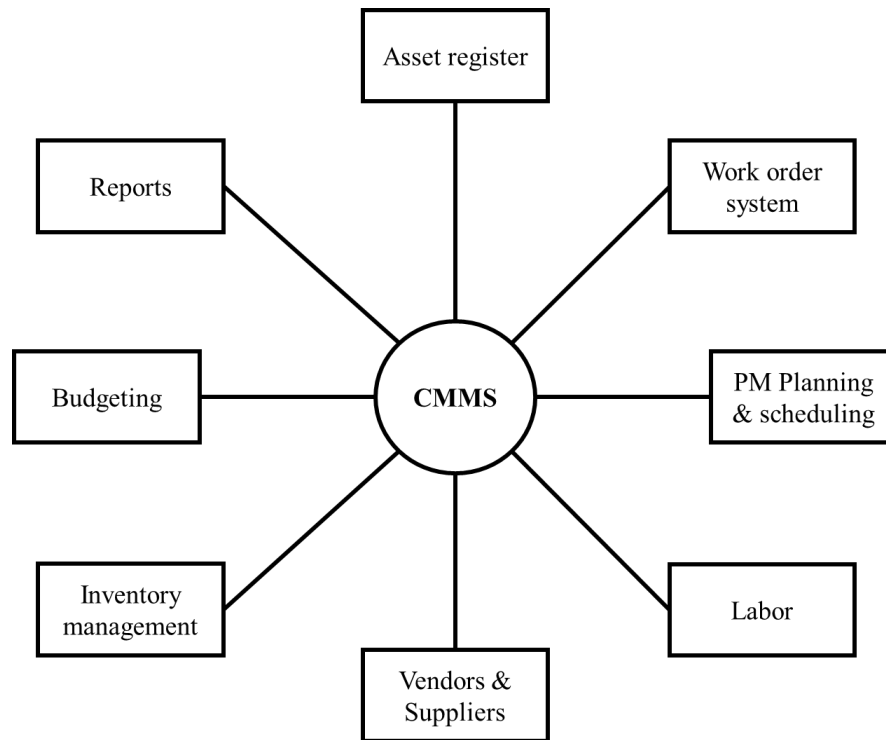 Asset register
Reports
Work order
system
Budgeting
CMMS
PM Planning
& scheduling
Inventory
management
Labor
Vendors &
Suppliers